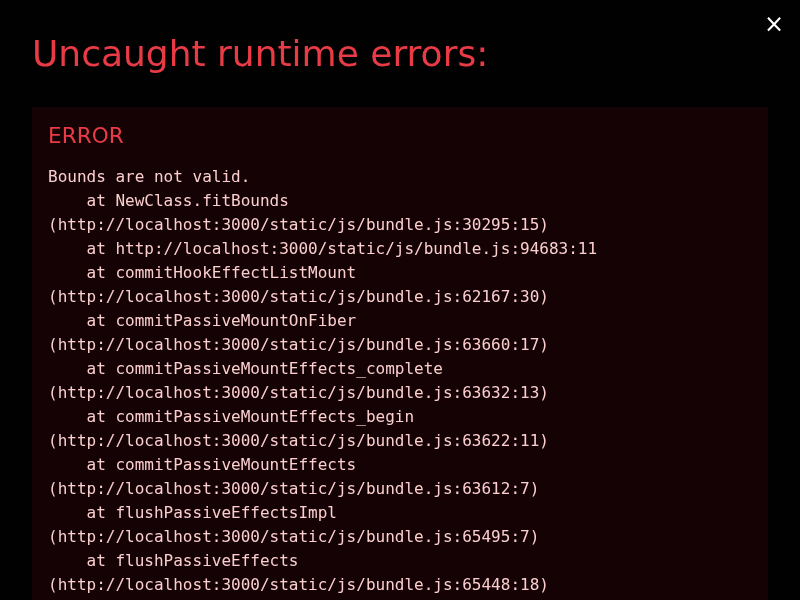 ×
Uncaught runtime errors:
ERROR
Bounds are not valid.
    at NewClass.fitBounds
(http://localhost:3000/static/js/bundle.js:30295:15)
    at http://localhost:3000/static/js/bundle.js:94683:11
    at commitHookEffectListMount
(http://localhost:3000/static/js/bundle.js:62167:30)
    at commitPassiveMountOnFiber
(http://localhost:3000/static/js/bundle.js:63660:17)
    at commitPassiveMountEffects_complete
(http://localhost:3000/static/js/bundle.js:63632:13)
    at commitPassiveMountEffects_begin
(http://localhost:3000/static/js/bundle.js:63622:11)
    at commitPassiveMountEffects
(http://localhost:3000/static/js/bundle.js:63612:7)
    at flushPassiveEffectsImpl
(http://localhost:3000/static/js/bundle.js:65495:7)
    at flushPassiveEffects
(http://localhost:3000/static/js/bundle.js:65448:18)